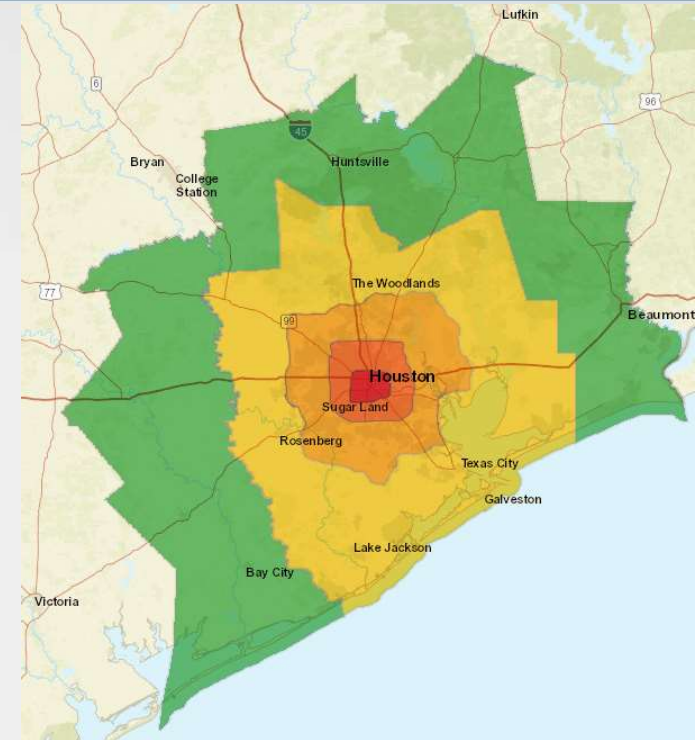 Lufkin
6
96
45
Bryan
Huntsville
College
Station
The Woodlands
77
99
Beaumont
Houston
Sugar Land
Rosenberg
Texas City
Galveston
Lake Jackson
Bay City
Victoria